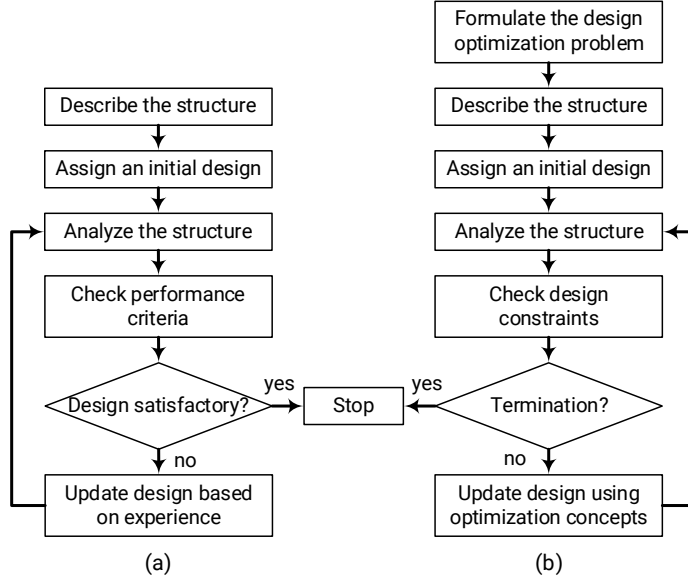 Describe the structure
Assign an initial design
Analyze the structure
Check performance
criteria
Design satisfactory?
yes
no
Update design based
on experience
(a)
Stop
Formulate the design
optimization problem
Describe the structure
Assign an initial design
Analyze the structure
Check design
constraints
Termination?
yes
no
Update design using
optimization concepts
(b)